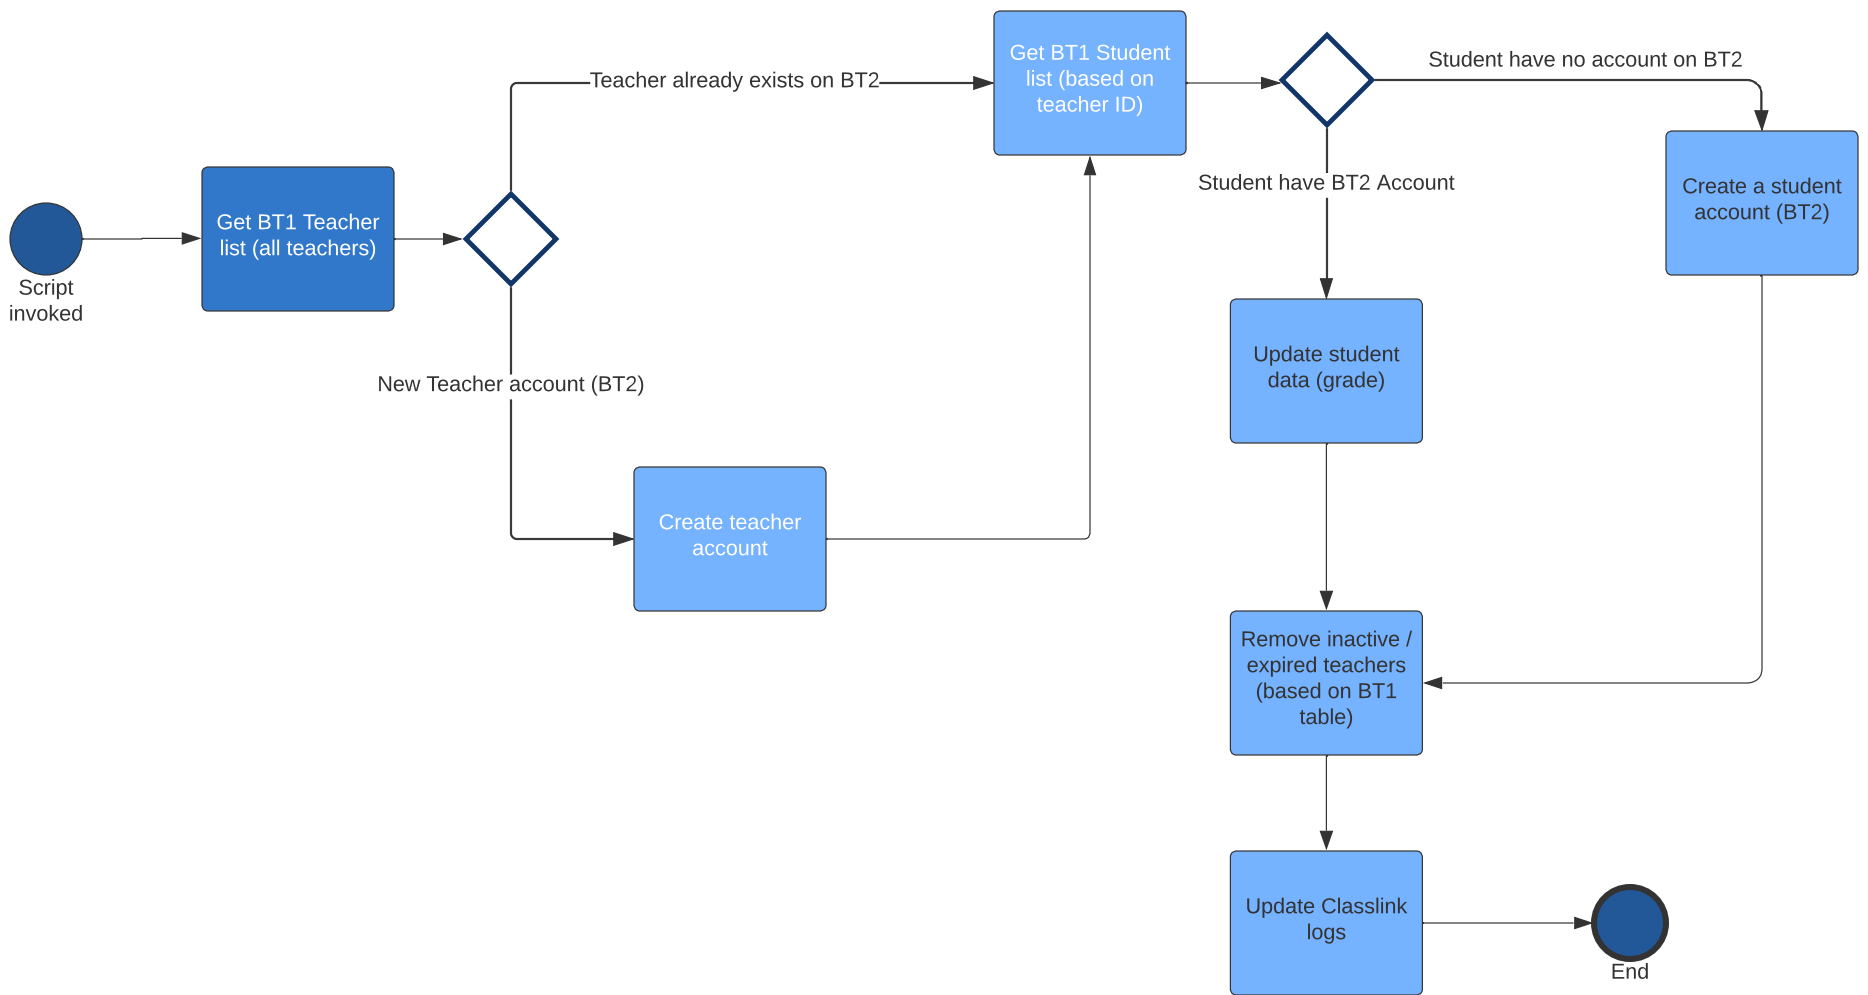 Script
invoked
Get BT1 Teacher
list (all teachers)
Teacher already exists on BT2
New Teacher account (BT2)
Create teacher
account
Get BT1 Student
list (based on
teacher ID)
Student have no account on BT2
Student have BT2 Account
Create a student
account (BT2)
Update student
data (grade)
Remove inactive /
expired teachers
(based on BT1
table)
Update Classlink
logs
End